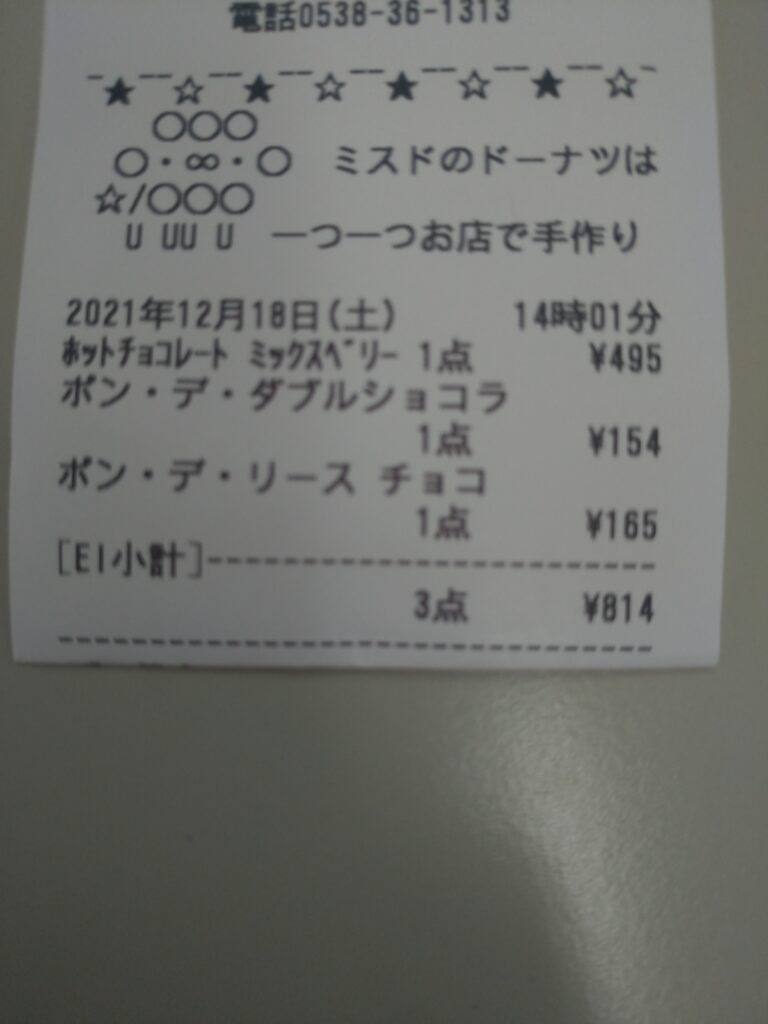 電話0538-36-1313
★ ☆ ★ ☆ ★ ☆ ★ ☆
○○○
○・∞・○ ミスドのドーナツは
☆/○○○
U UU U 一つ一つお店で手作り
2021年12月18日(土) 14時01分
ﾎｯﾄﾁｮｺﾚｰﾄ ﾐｯｸｽﾍﾞﾘｰ 1点 ¥495
ポン・デ・ダブルショコラ
1点 ¥154
ポン・デ・リース チョコ
1点 ¥165
[EI小計]--------------------------
3点 ¥814